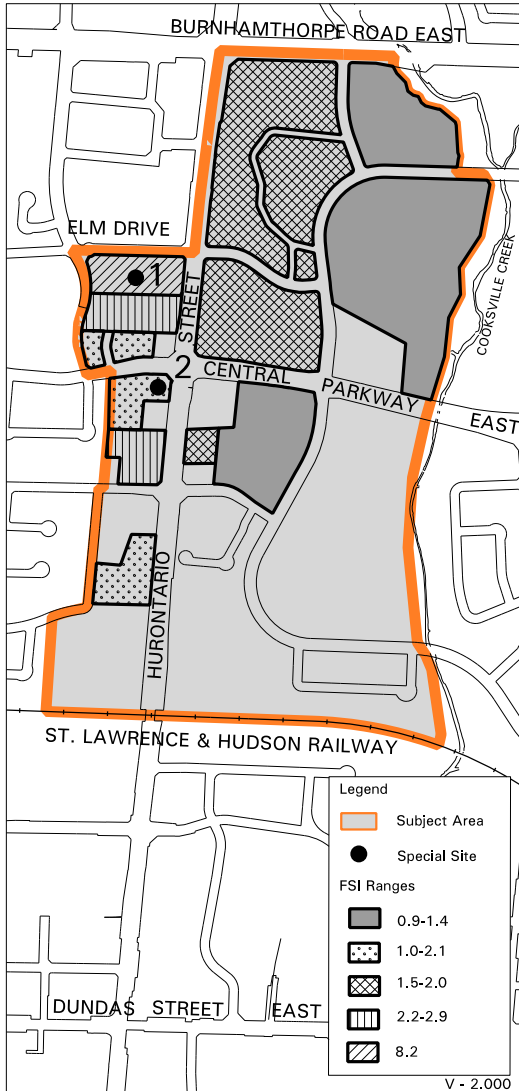 BURNHAMTHORPE ROAD EAST
ELM DRIVE
1
STREET
COOKSVILLE CREEK
2
CENTRAL PARKWAY EAST
HURONTARIO
ST. LAWRENCE & HUDSON RAILWAY
DUNDAS STREET EAST
Legend
Subject Area
Special Site
FSI Ranges
0.9-1.4
1.0-2.1
1.5-2.0
2.2-2.9
8.2
V - 2.000